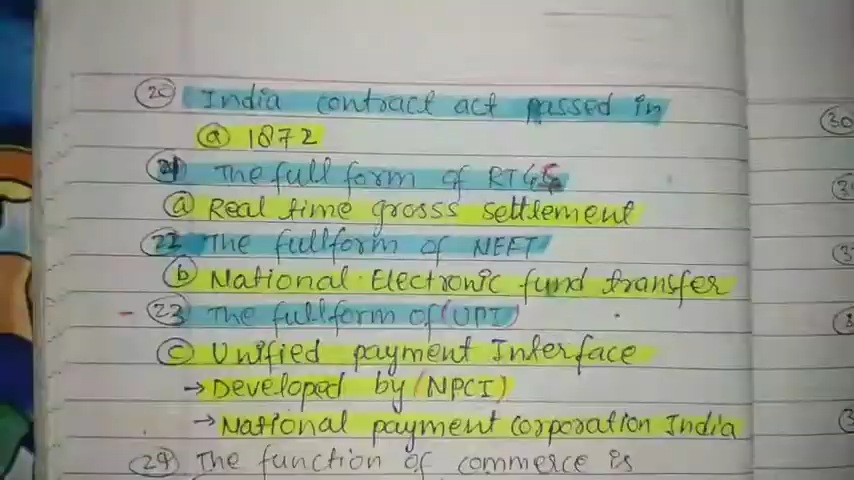 20 India contract act passed in
a 1872
21 The full form of RTGS
a Real time grosss settlement
22 The fullform of NEFT
b National Electronic fund transfer
- 23 The fullform of (UPI)
c Unified payment Interface
→ Developed by (NPCI)
→ National payment corporation India
24 The function of commerce is
30